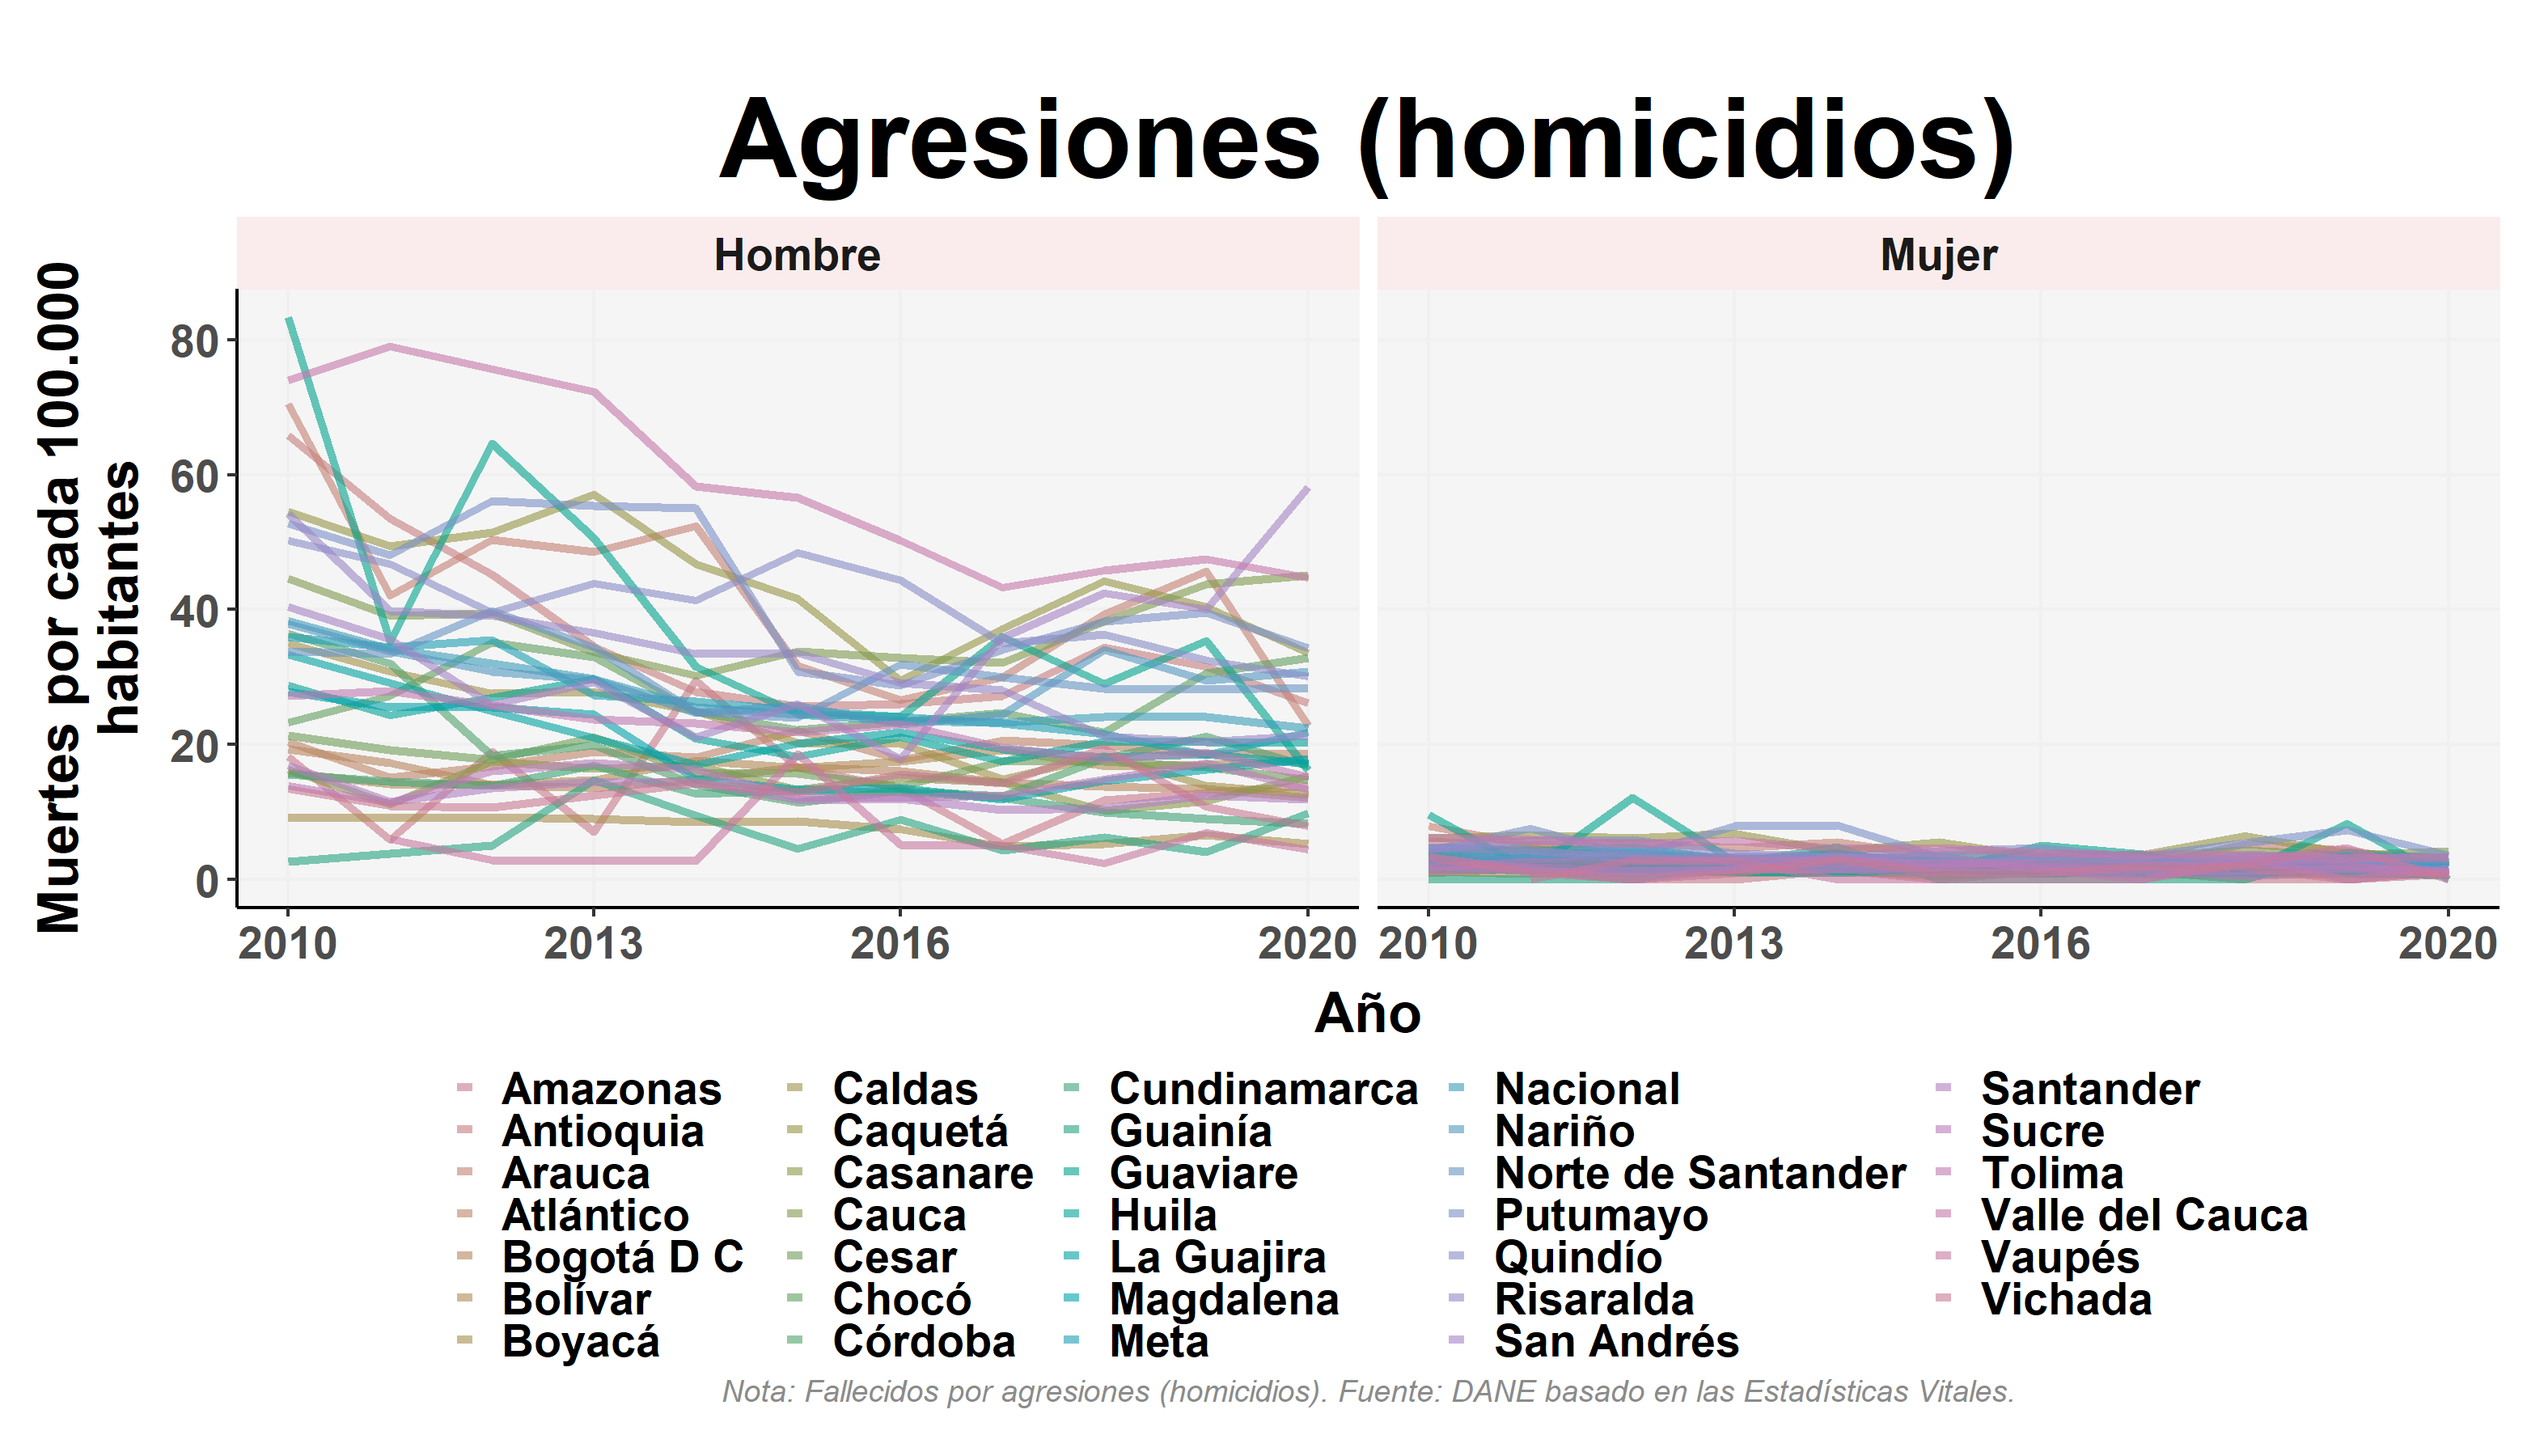 Agresiones (homicidios)
Hombre
Mujer
Muertes por cada 100.000
habitantes
80
60
40
20
0
2010
2013
2016
2020
2010
2013
2016
2020
Año
Amazonas
Antioquia
Arauca
Atlántico
Bogotá D C
Bolívar
Boyacá
Caldas
Caquetá
Casanare
Cauca
Cesar
Chocó
Córdoba
Cundinamarca
Guainía
Guaviare
Huila
La Guajira
Magdalena
Meta
Nacional
Nariño
Norte de Santander
Putumayo
Quindío
Risaralda
San Andrés
Santander
Sucre
Tolima
Valle del Cauca
Vaupés
Vichada
Nota: Fallecidos por agresiones (homicidios). Fuente: DANE basado en las Estadísticas Vitales.